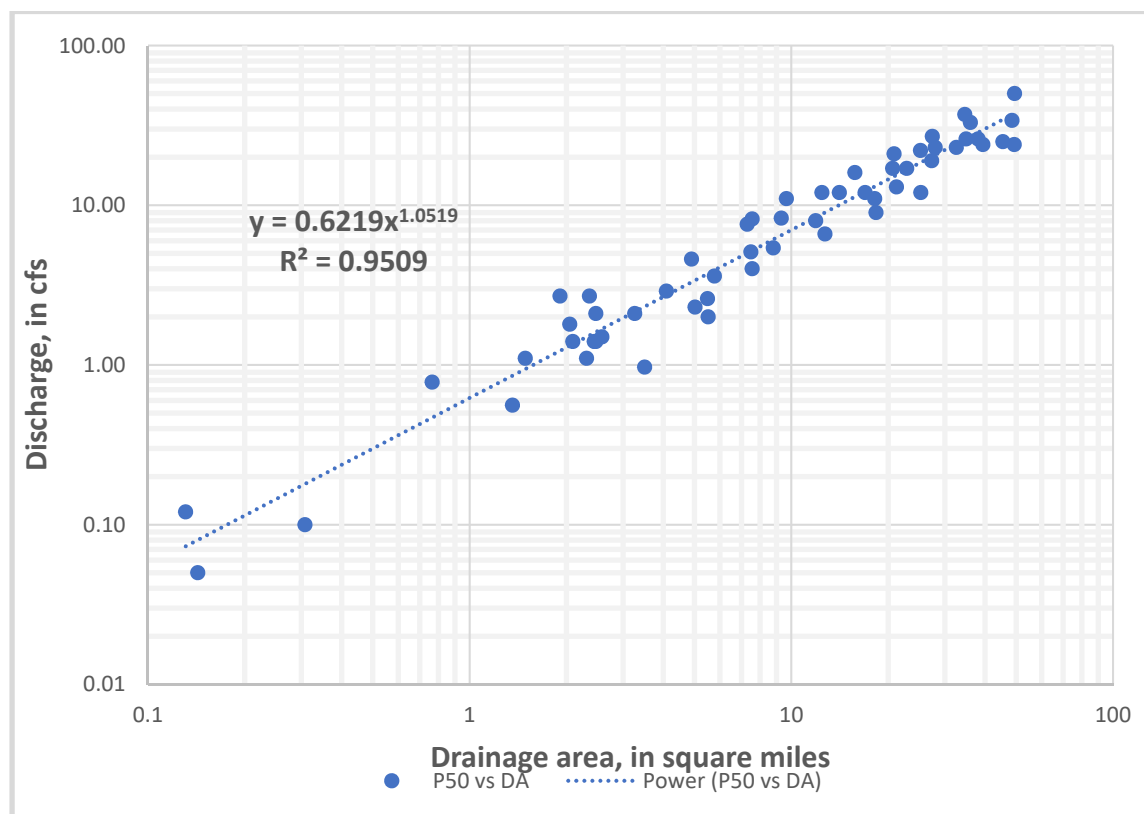 100.00
10.00
1.00
0.10
0.01
Discharge, in cfs
y = 0.6219x^1.0519
R² = 0.9509
0.1 1 10 100
Drainage area, in square miles
P50 vs DA Power (P50 vs DA)